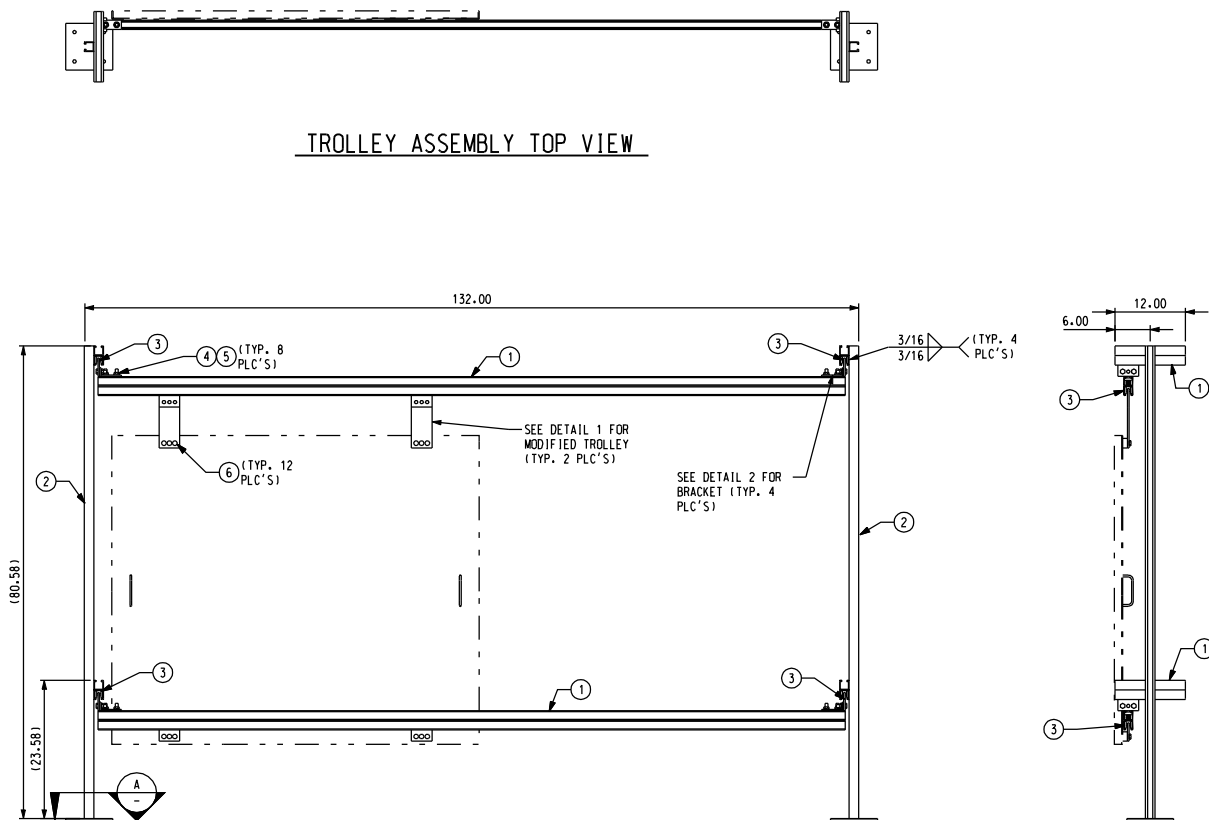 TROLLEY ASSEMBLY TOP VIEW
132.00
12.00
6.00
3
4 5 (TYP. 8
PLC'S)
1
3
3/16
3/16
(TYP. 4
PLC'S)
1
3
SEE DETAIL 1 FOR
MODIFIED TROLLEY
(TYP. 2 PLC'S)
6 (TYP. 12
PLC'S)
SEE DETAIL 2 FOR
BRACKET (TYP. 4
PLC'S)
2
2
(80.58)
3
1
3
1
3
(23.58)
A
-